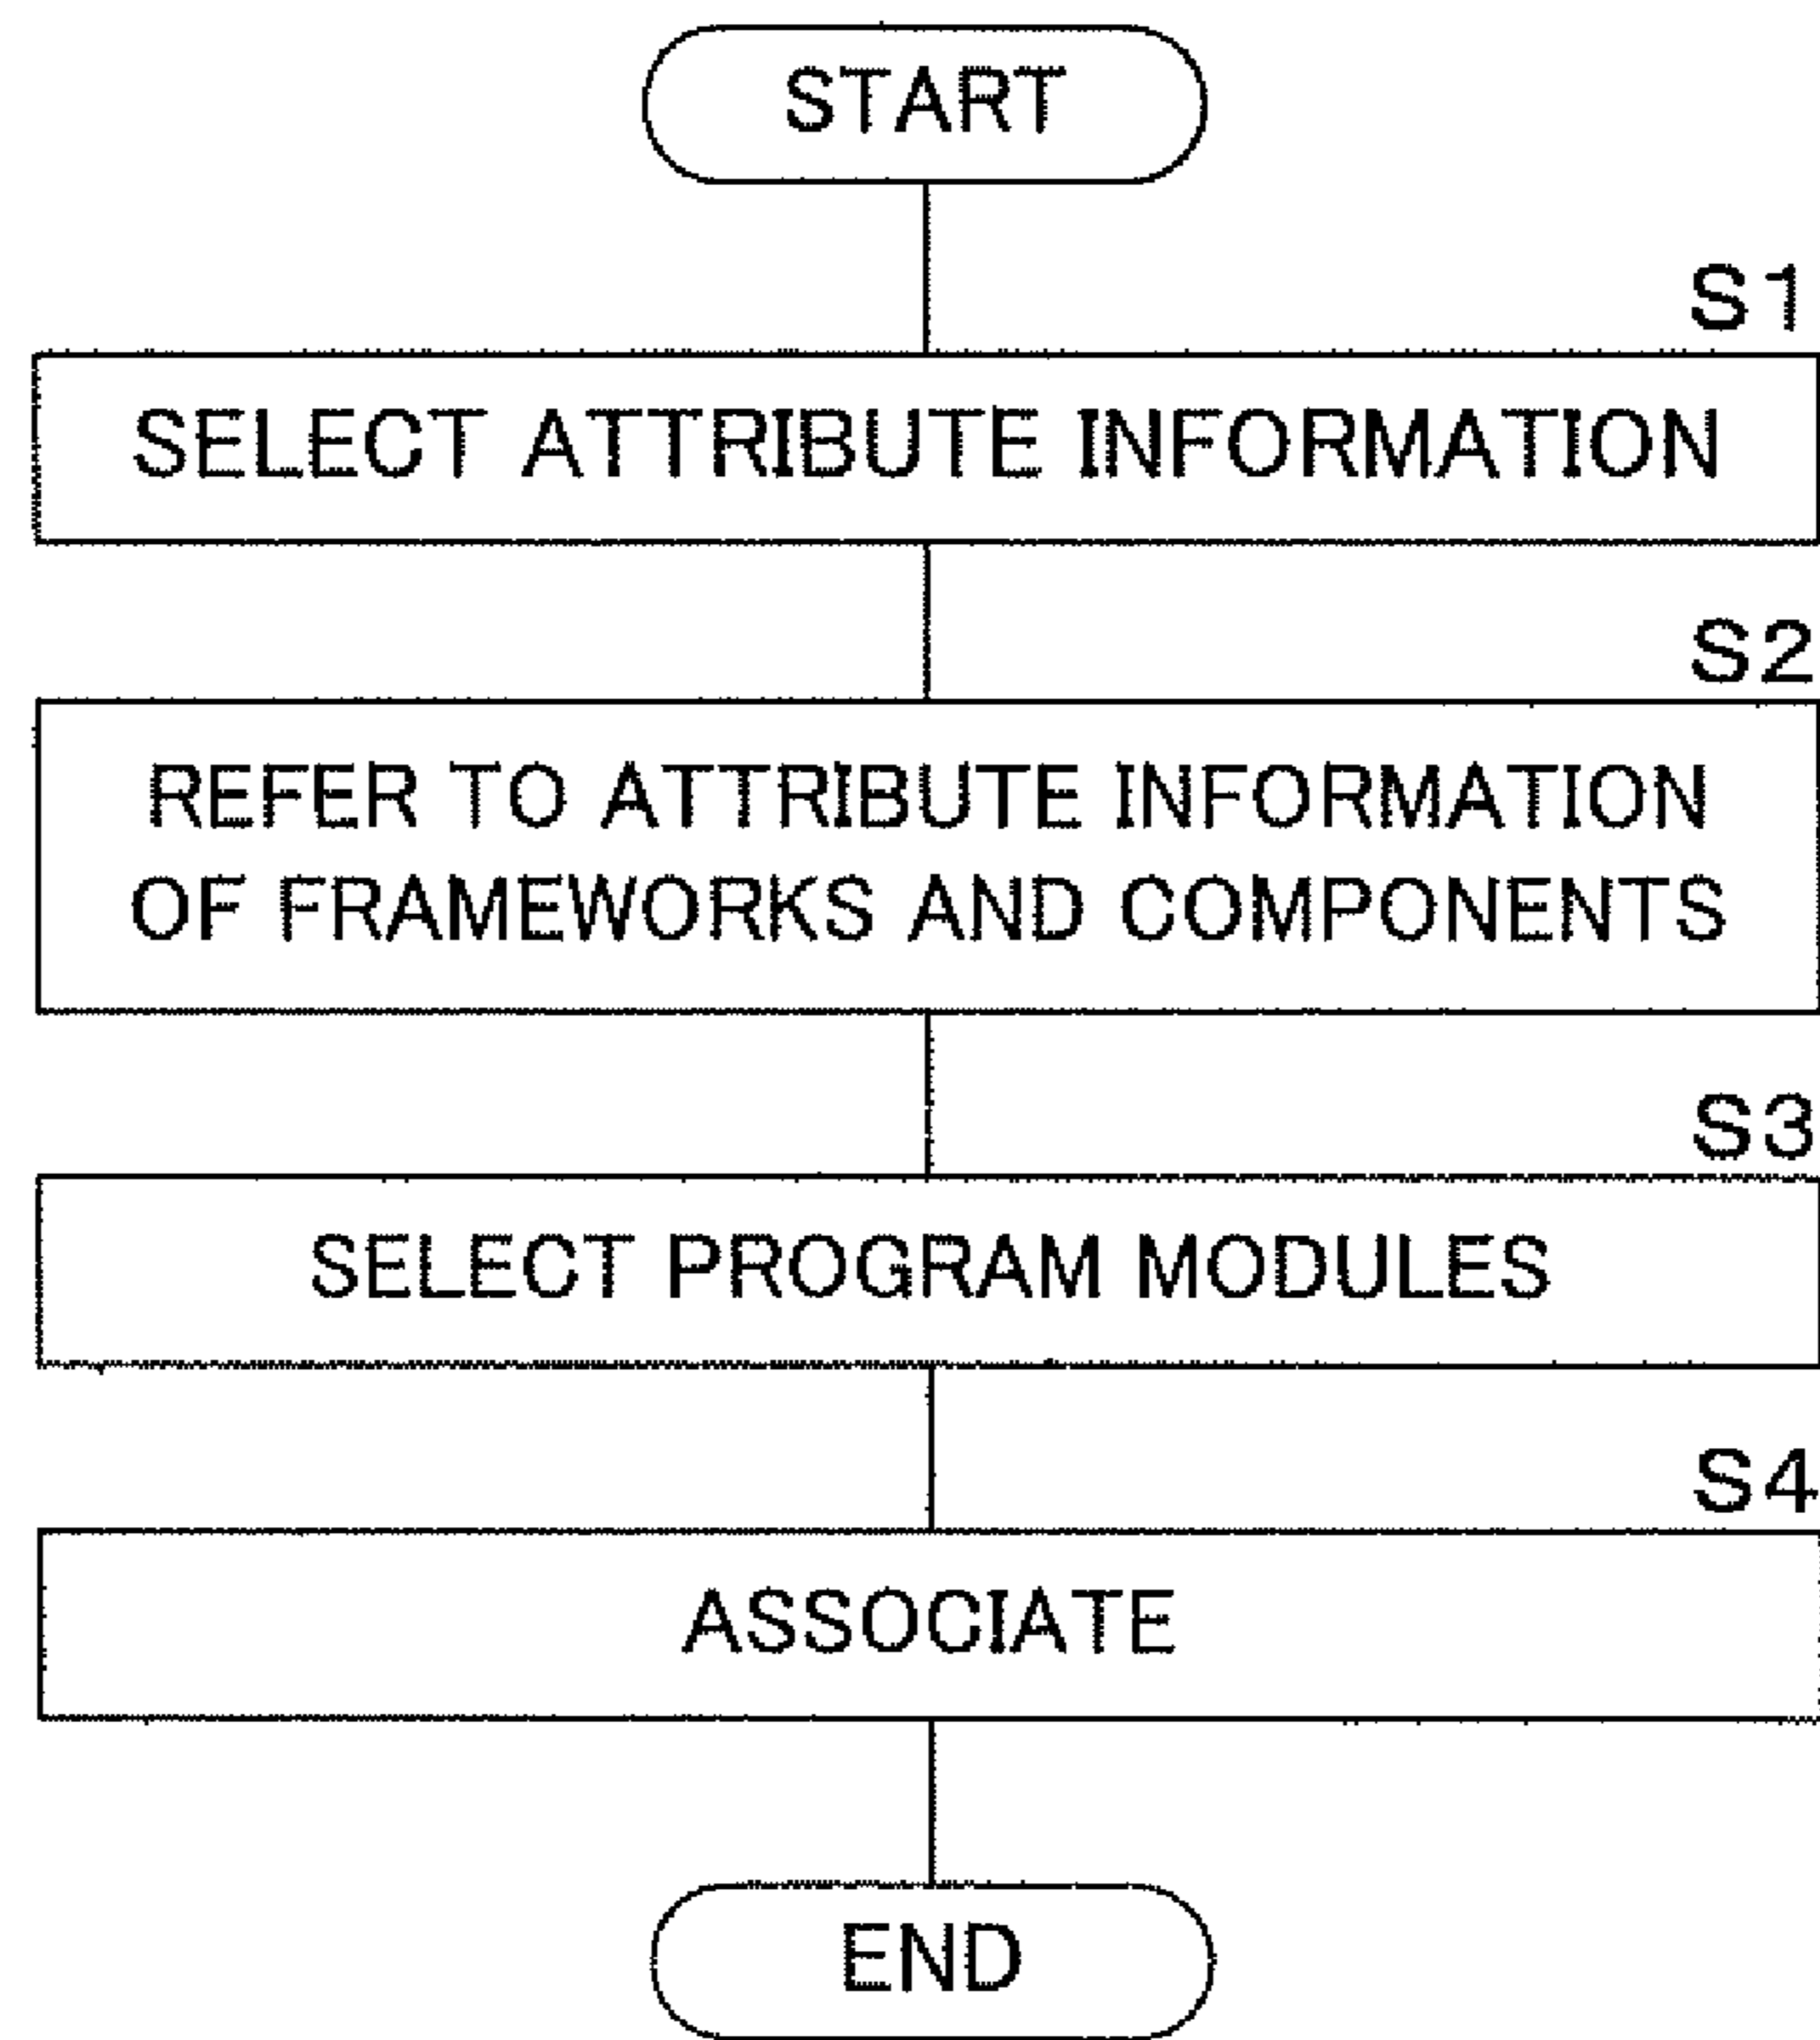 START
S1
SELECT ATTRIBUTE INFORMATION
S2
REFER TO ATTRIBUTE INFORMATION
OF FRAMEWORKS AND COMPONENTS
S3
SELECT PROGRAM MODULES
S4
ASSOCIATE
END